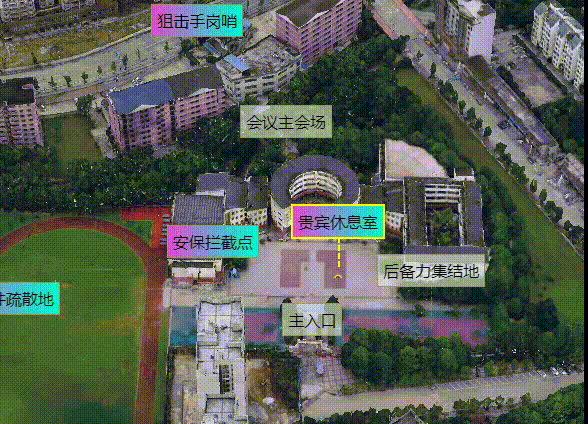 狙击手岗哨
会议主会场
贵宾休息室
安保拦截点
后备力集结地
疏散地
主入口